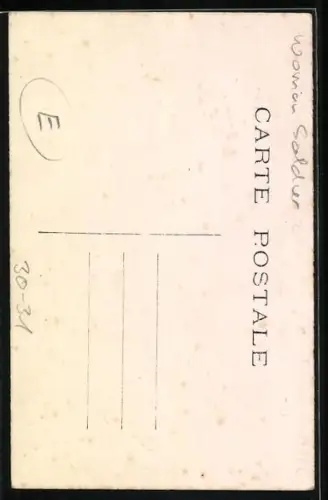 Woman Soldier
CARTE POSTALE
E
30-31